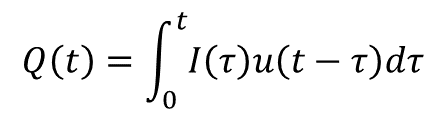 Q(t) = ∫₀ᵗ I(τ)u(t − τ)dτ